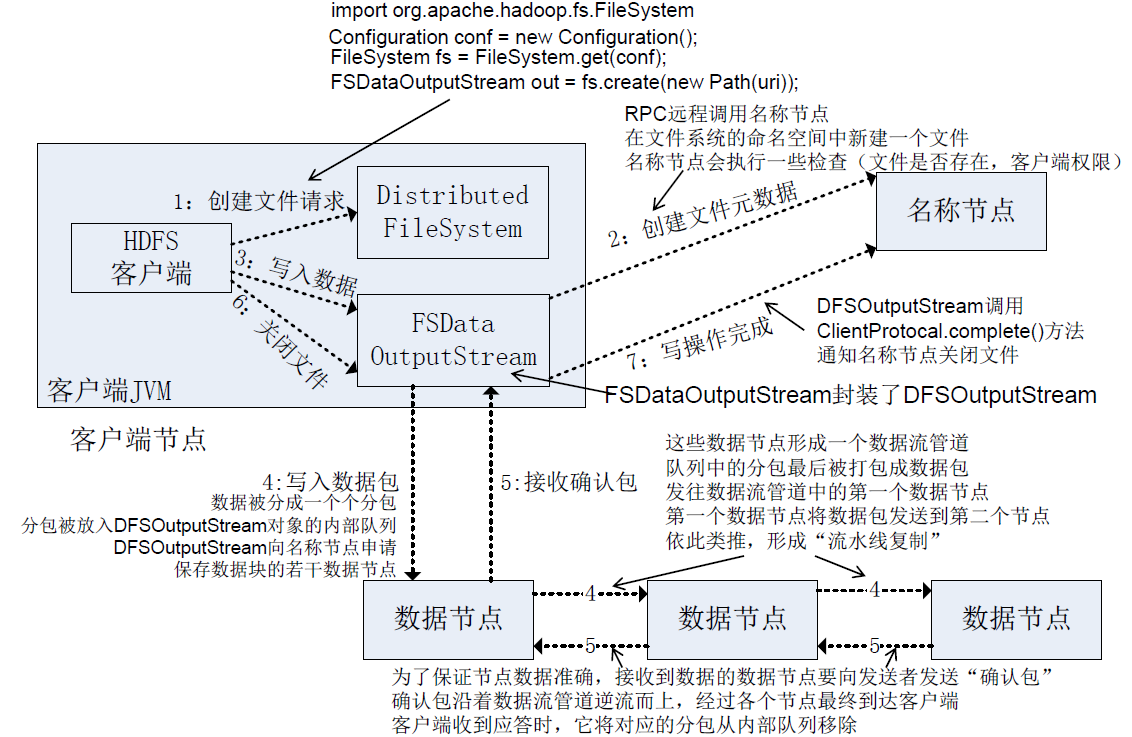 import org.apache.hadoop.fs.FileSystem
Configuration conf = new Configuration();
FileSystem fs = FileSystem.get(conf);
FSDataOutputStream out = fs.create(new Path(uri));
RPC远程调用名称节点
在文件系统的命名空间中新建一个文件
名称节点会执行一些检查（文件是否存在，客户端权限）
1：创建文件请求
Distributed
FileSystem
2：创建文件元数据
名称节点
HDFS
客户端
3：写入数据
6：关闭文件
FSData
OutputStream
7：写操作完成
DFSOutputStream调用
ClientProtocal.complete()方法
通知名称节点关闭文件
客户端JVM
FSDataOutputStream封装了DFSOutputStream
客户端节点
4:写入数据包
数据被分成一个个分包
分包被放入DFSOutputStream对象的内部队列
DFSOutputStream向名称节点申请
保存数据块的若干数据节点
5:接收确认包
这些数据节点形成一个数据流管道
队列中的分包最后被打包成数据包
发往数据流管道中的第一个数据节点
第一个数据节点将数据包发送到第二个节点
依此类推，形成“流水线复制”
数据节点
4
5
数据节点
4
5
数据节点
为了保证节点数据准确，接收到数据的数据节点要向发送者发送“确认包”
确认包沿着数据流管道逆流而上，经过各个节点最终到达客户端
客户端收到应答时，它将对应的分包从内部队列移除